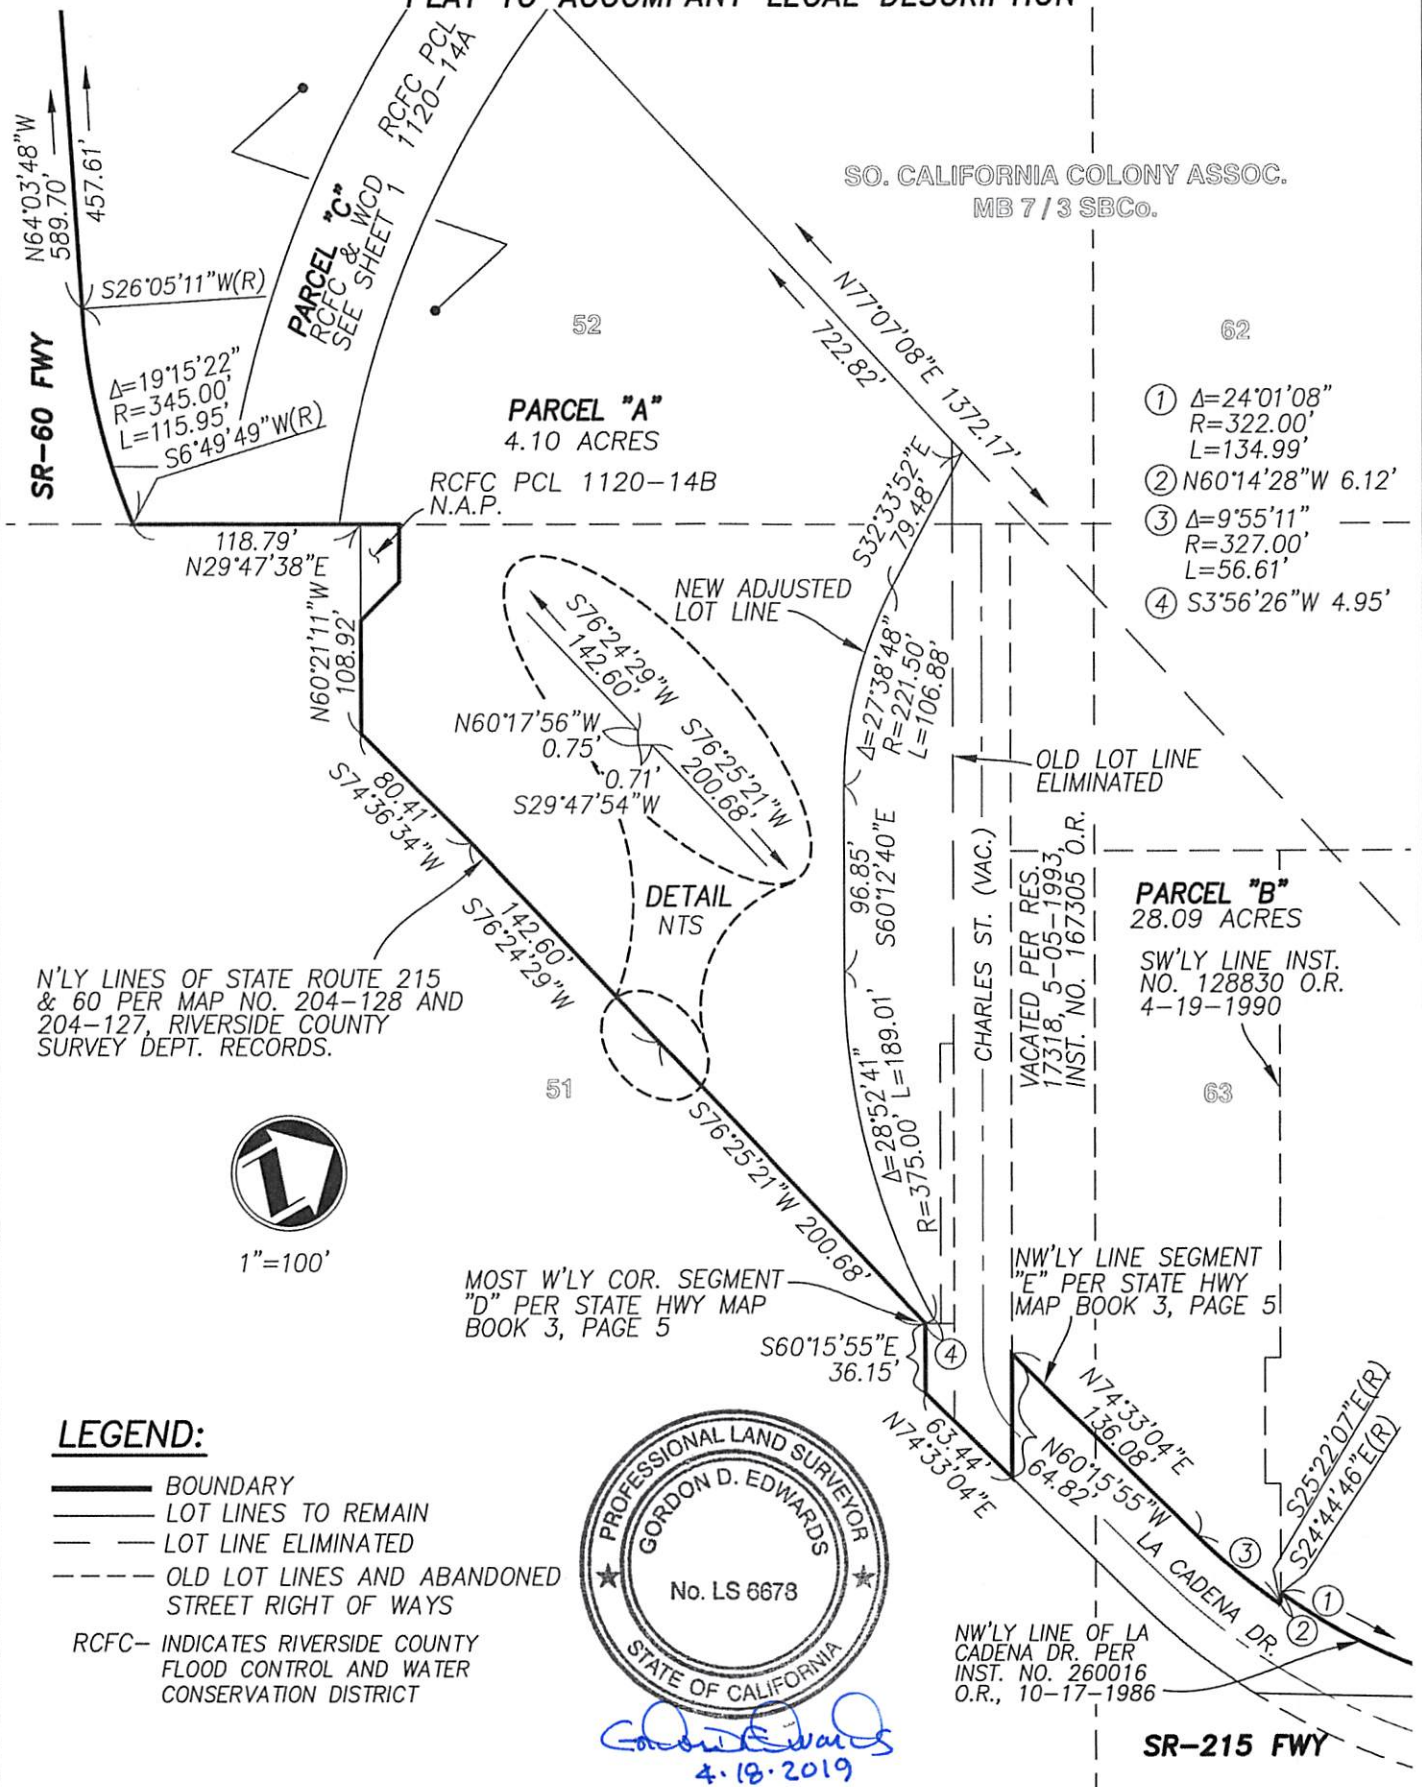 PLAT TO ACCOMPANY LEGAL DESCRIPTION
N64°03'48"W
589.70'
457.61'
S26°05'11"W(R)
SR-60 FWY
Δ=19°15'22"
R=345.00'
L=115.95'
S6°49'49"W(R)
PARCEL "C"
RCFC & WCD
SEE SHEET 1
RCFC PCL
1120-14A
SO. CALIFORNIA COLONY ASSOC.
MB 7 / 3 SBCo.
52
62
N77°07'08"E 1372.17'
722.82'
PARCEL "A"
4.10 ACRES
RCFC PCL 1120-14B
N.A.P.
① Δ=24°01'08"
R=322.00'
L=134.99'
② N60°14'28"W 6.12'
③ Δ=9°55'11"
R=327.00'
L=56.61'
④ S3°56'26"W 4.95'
118.79'
N29°47'38"E
N60°21'11"W
108.92'
S32°33'52"E
79.48'
NEW ADJUSTED
LOT LINE
S76°24'29"W
142.60'
N60°17'56"W
0.75'
0.71'
S29°47'54"W
S76°25'21"W
200.68'
Δ=27°38'48"
R=221.50'
L=106.88'
OLD LOT LINE
ELIMINATED
80.41'
S74°36'34"W
DETAIL
NTS
96.85'
S60°12'40"E
CHARLES ST. (VAC.)
VACATED PER RES.
17318, 5-05-1993,
INST. NO. 167305 O.R.
PARCEL "B"
28.09 ACRES
142.60'
S76°24'29"W
N'LY LINES OF STATE ROUTE 215
& 60 PER MAP NO. 204-128 AND
204-127, RIVERSIDE COUNTY
SURVEY DEPT. RECORDS.
SW'LY LINE INST.
NO. 128830 O.R.
4-19-1990
51
63
Δ=28°52'41"
R=375.00' L=189.01'
S76°25'21"W 200.68'
1"=100'
MOST W'LY COR. SEGMENT
"D" PER STATE HWY MAP
BOOK 3, PAGE 5
NW'LY LINE SEGMENT
"E" PER STATE HWY
MAP BOOK 3, PAGE 5
S60°15'55"E
36.15'
④
63.44'
N74°33'04"E
N74°33'04"E
136.08'
N60°15'55"W
64.82'
S25°22'07"E(R)
S24°44'46"E(R)
③
①
②
LA CADENA DR.
LEGEND:
BOUNDARY
LOT LINES TO REMAIN
LOT LINE ELIMINATED
OLD LOT LINES AND ABANDONED
STREET RIGHT OF WAYS
RCFC- INDICATES RIVERSIDE COUNTY
FLOOD CONTROL AND WATER
CONSERVATION DISTRICT
PROFESSIONAL LAND SURVEYOR
GORDON D. EDWARDS
No. LS 6678
STATE OF CALIFORNIA
Gordon D Edwards
4·18·2019
NW'LY LINE OF LA
CADENA DR. PER
INST. NO. 260016
O.R., 10-17-1986
SR-215 FWY